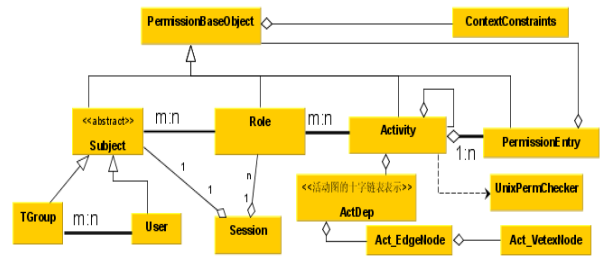 PermissionBaseObject
ContextConstraints
<<abstract>>
Subject
m:n
Role
m:n
Activity
1:n
PermissionEntry
1
1
n
1
<<活动图的十字链表表示>>
ActDep
UnixPermChecker
TGroup
m:n
User
Session
Act_EdgeNode
Act_VetexNode